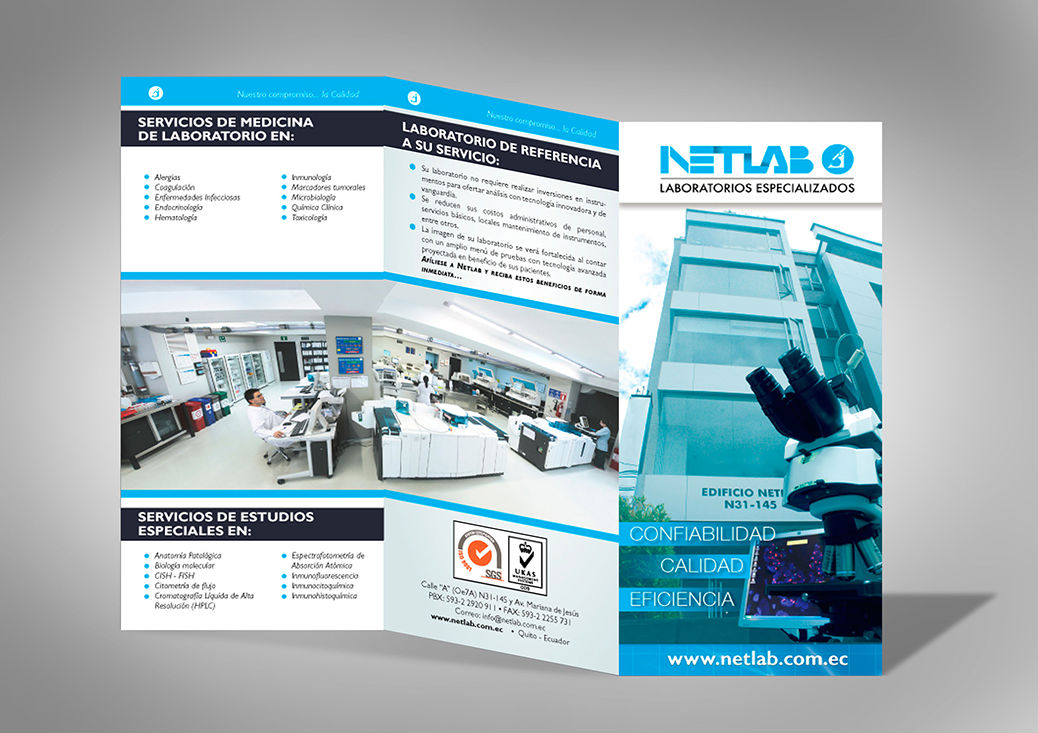 Nuestro compromiso... la Calidad
SERVICIOS DE MEDICINA
DE LABORATORIO EN:
Alergias
Coagulación
Enfermedades Infecciosas
Endocrinología
Hematología
Inmunología
Marcadores tumorales
Microbiología
Química Clínica
Toxicología
SERVICIOS DE ESTUDIOS
ESPECIALES EN:
Anatomía Patológica
Biología molecular
CISH - FISH
Citometría de flujo
Cromatografía Líquida de Alta
Resolución (HPLC)
Espectrafotometría de
Absorción Atómica
Inmunofluorescencia
Inmunocitoquímica
Inmunohistoquímica
Nuestro compromiso... la Calidad
LABORATORIO DE REFERENCIA
A SU SERVICIO:
Su laboratorio no requiere realizar inversiones en instru-
mentos para ofertar análisis con tecnología innovadora y de
vanguardía.
Se reducen sus costos administrativos de personal,
servicios básicos, locales mantenimiento de instrumentos,
entre otros.
La imagen de su laboratorio se verá fortalecida al contar
con un amplio menú de pruebas con tecnología avanzada
proyectada en beneficio de sus pacientes.
Afíliese a Netlab y reciba estos beneficios de forma
inmediata...
SGS
UKAS
MANAGEMENT
SYSTEMS
005
Calle "A" (Oe7A) N31-145 y Av. Mariana de Jesús
PBX: 593-2 2920 911 • FAX: 593-2 2255 731
Correo: info@netlab.com.ec
www.netlab.com.ec • Quito - Ecuador
NETLAB
LABORATORIOS ESPECIALIZADOS
EDIFICIO NETL
N31-145
CONFIABILIDAD
CALIDAD
EFICIENCIA
www.netlab.com.ec